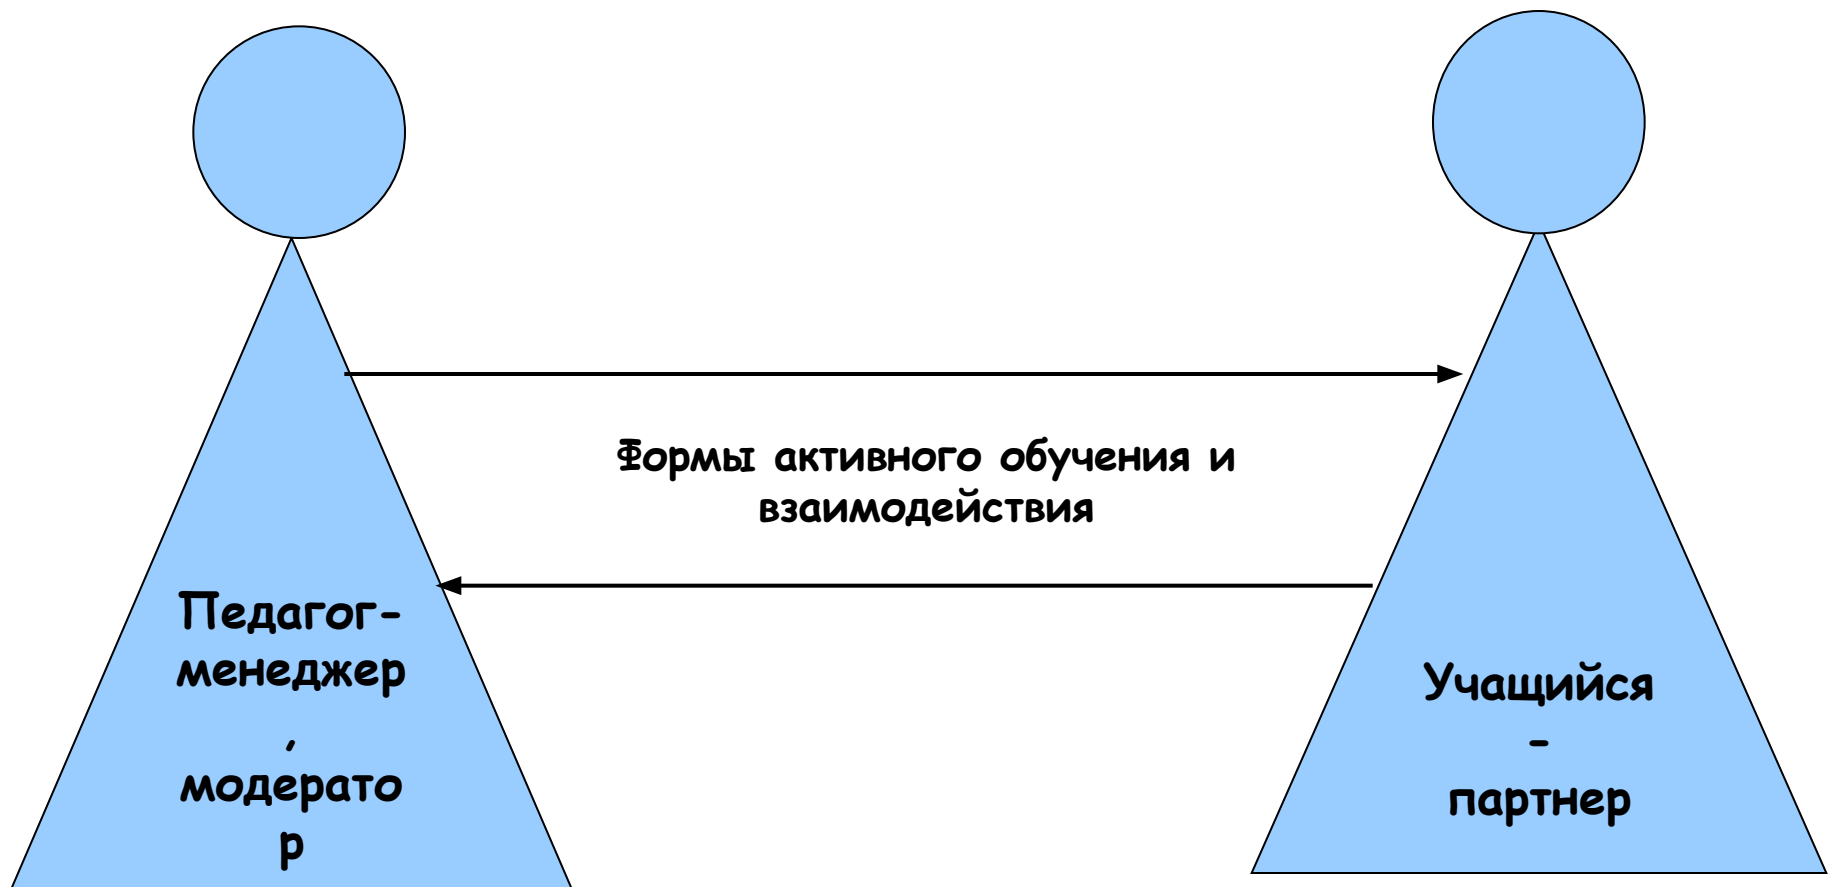 Формы активного обучения и
взаимодействия
Педагог-
менеджер
,
модерато
р
Учащийся
-
партнер